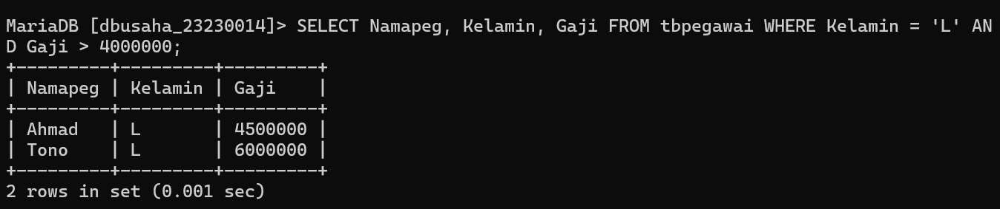 MariaDB [dbusaha_23230014]> SELECT Namapeg, Kelamin, Gaji FROM tbpegawai WHERE Kelamin = 'L' AN
D Gaji > 4000000;
+---------+---------+---------+
| Namapeg | Kelamin | Gaji    |
+---------+---------+---------+
| Ahmad   | L       | 4500000 |
| Tono    | L       | 6000000 |
+---------+---------+---------+
2 rows in set (0.001 sec)